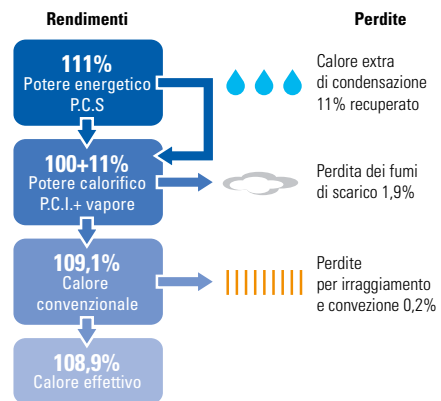 Rendimenti
Perdite
111%
Potere energetico
P.C.S
Calore extra
di condensazione
11% recuperato
100+11%
Potere calorifico
P.C.I.+ vapore
Perdita dei fumi
di scarico 1,9%
109,1%
Calore
convenzionale
Perdite
per irraggiamento
e convezione 0,2%
108,9%
Calore effettivo